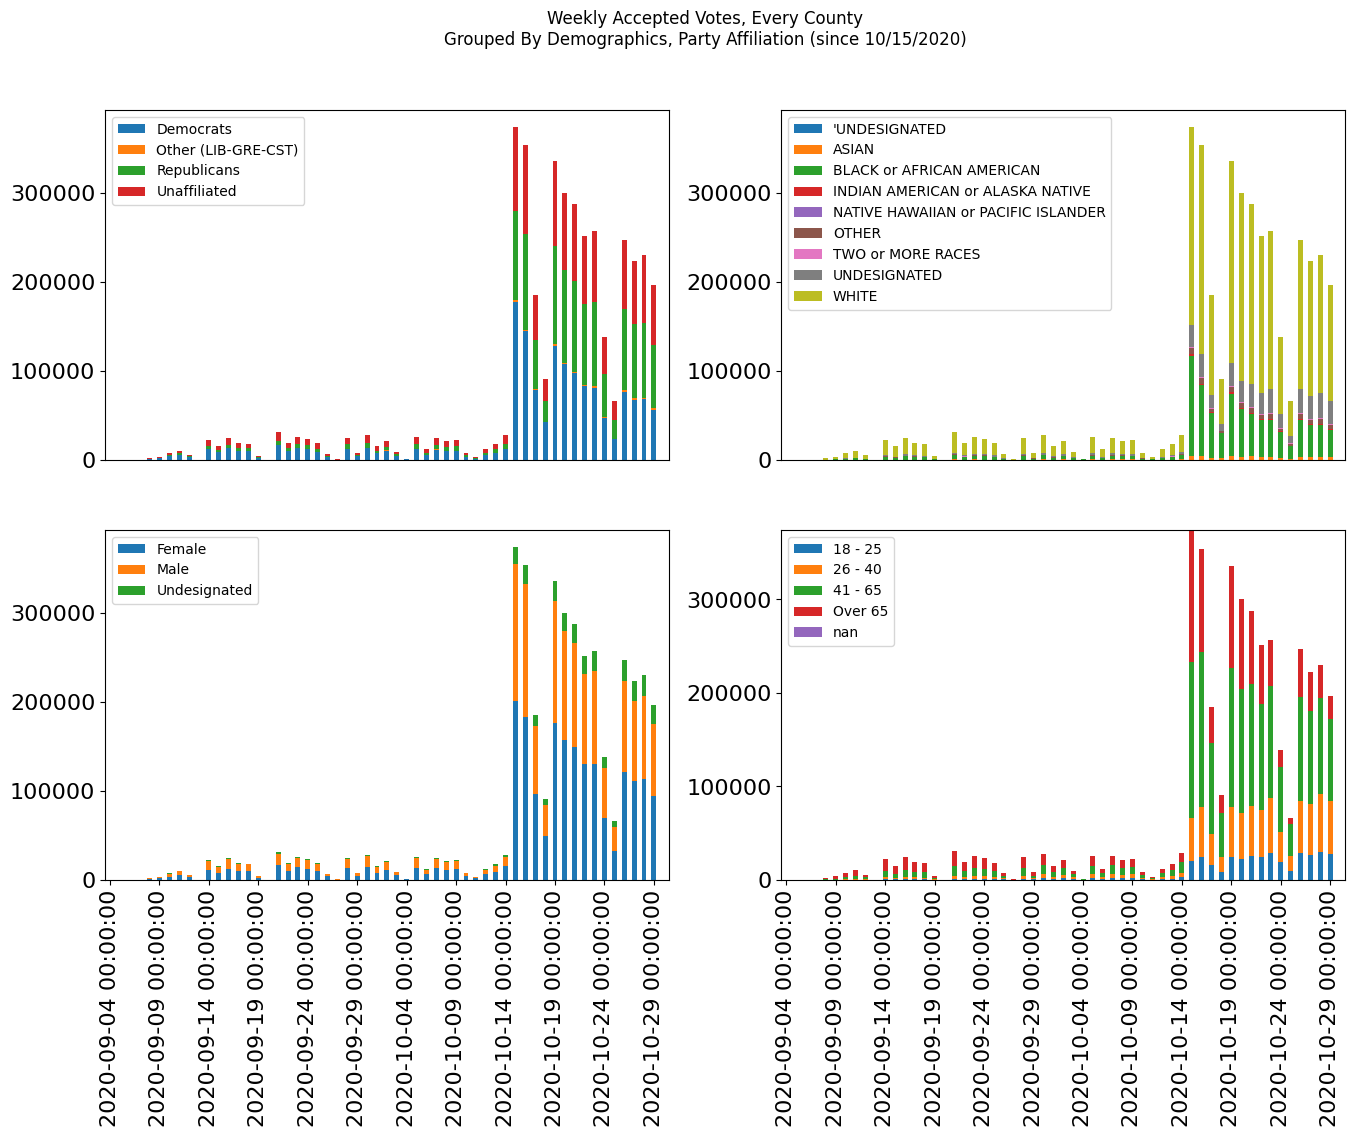 Weekly Accepted Votes, Every County
Grouped By Demographics, Party Affiliation (since 10/15/2020)
Democrats
Other (LIB-GRE-CST)
Republicans
Unaffiliated
300000
200000
100000
0
'UNDESIGNATED
ASIAN
BLACK or AFRICAN AMERICAN
INDIAN AMERICAN or ALASKA NATIVE
NATIVE HAWAIIAN or PACIFIC ISLANDER
OTHER
TWO or MORE RACES
UNDESIGNATED
WHITE
300000
200000
100000
0
Female
Male
Undesignated
300000
200000
100000
0
2020-09-04 00:00:00
2020-09-09 00:00:00
2020-09-14 00:00:00
2020-09-19 00:00:00
2020-09-24 00:00:00
2020-09-29 00:00:00
2020-10-04 00:00:00
2020-10-09 00:00:00
2020-10-14 00:00:00
2020-10-19 00:00:00
2020-10-24 00:00:00
2020-10-29 00:00:00
18 - 25
26 - 40
41 - 65
Over 65
nan
300000
200000
100000
0
2020-09-04 00:00:00
2020-09-09 00:00:00
2020-09-14 00:00:00
2020-09-19 00:00:00
2020-09-24 00:00:00
2020-09-29 00:00:00
2020-10-04 00:00:00
2020-10-09 00:00:00
2020-10-14 00:00:00
2020-10-19 00:00:00
2020-10-24 00:00:00
2020-10-29 00:00:00